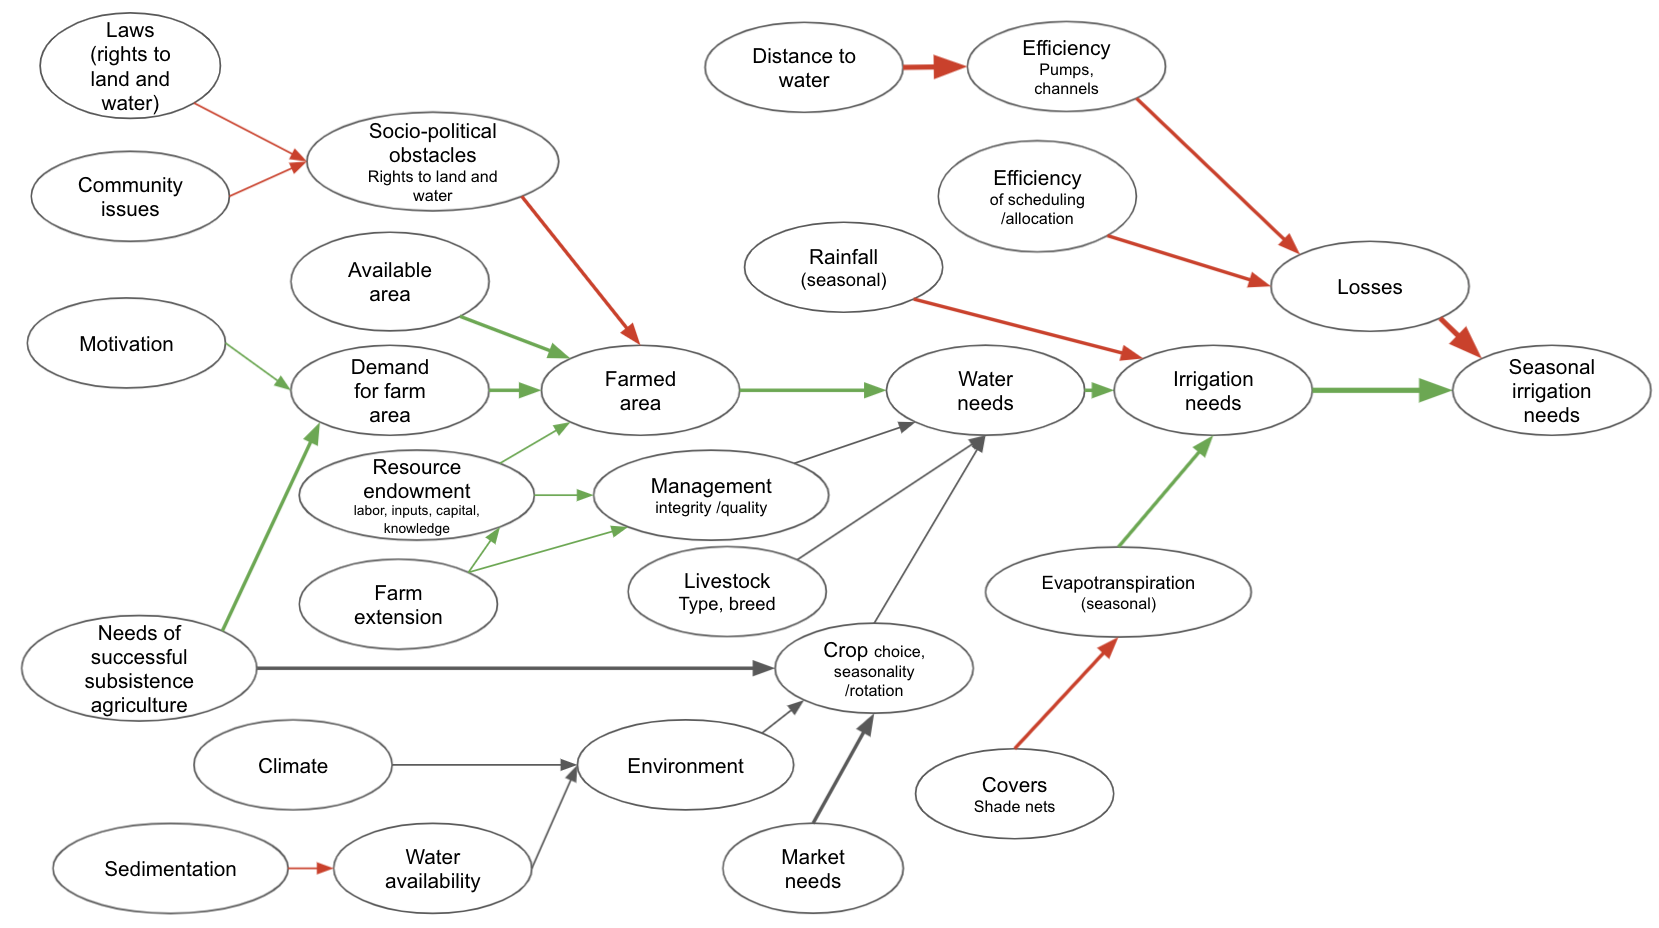 Laws
(rights to
land and
water)
Community
issues
Socio-political
obstacles
Rights to land and
water
Distance to
water
Efficiency
Pumps,
channels
Efficiency
of scheduling
/allocation
Rainfall
(seasonal)
Losses
Available
area
Motivation
Demand
for farm
area
Farmed
area
Water
needs
Irrigation
needs
Seasonal
irrigation
needs
Resource
endowment
labor, inputs, capital,
knowledge
Management
integrity /quality
Farm
extension
Livestock
Type, breed
Evapotranspiration
(seasonal)
Needs of
successful
subsistence
agriculture
Crop choice,
seasonality
/rotation
Climate
Environment
Covers
Shade nets
Sedimentation
Water
availability
Market
needs